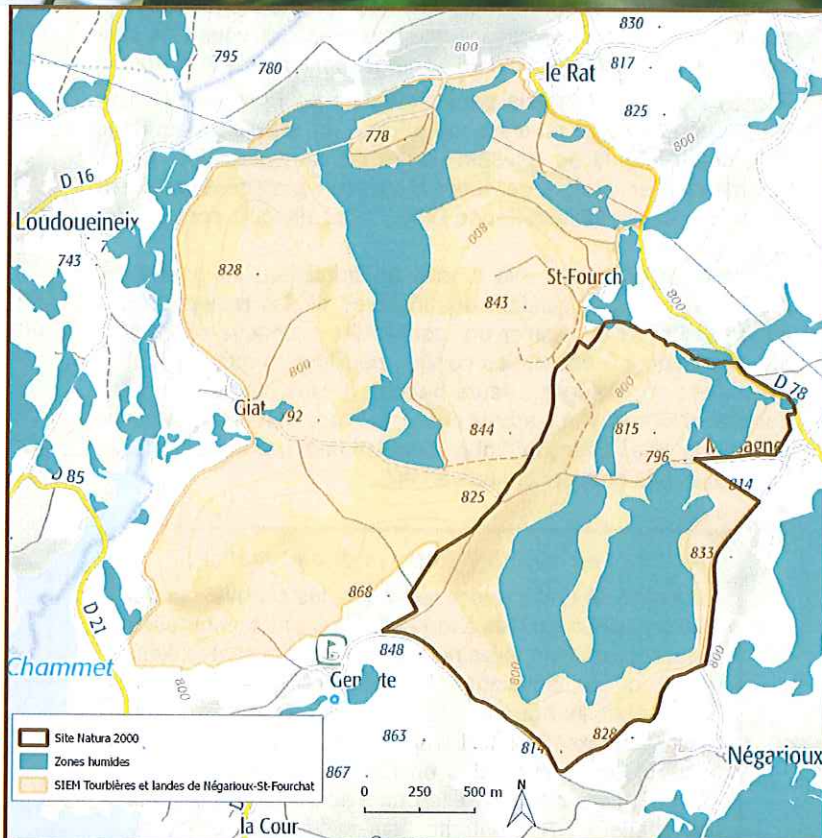 830
795
800
817
780
le Rat
825
778
800
D 16
Loudoueineix
743
828
800
St-Fourch
843
800
800
D 78
Giat
792
844
815
796
814
D 85
825
833
868
D 21
848
800
800
Chammet
800
Site Natura 2000
Zones humides
SIEM Tourbières et landes de Négarioux-St-Fourchat
863
814
828
Négarioux
867
0 250 500 m
N
la Cour